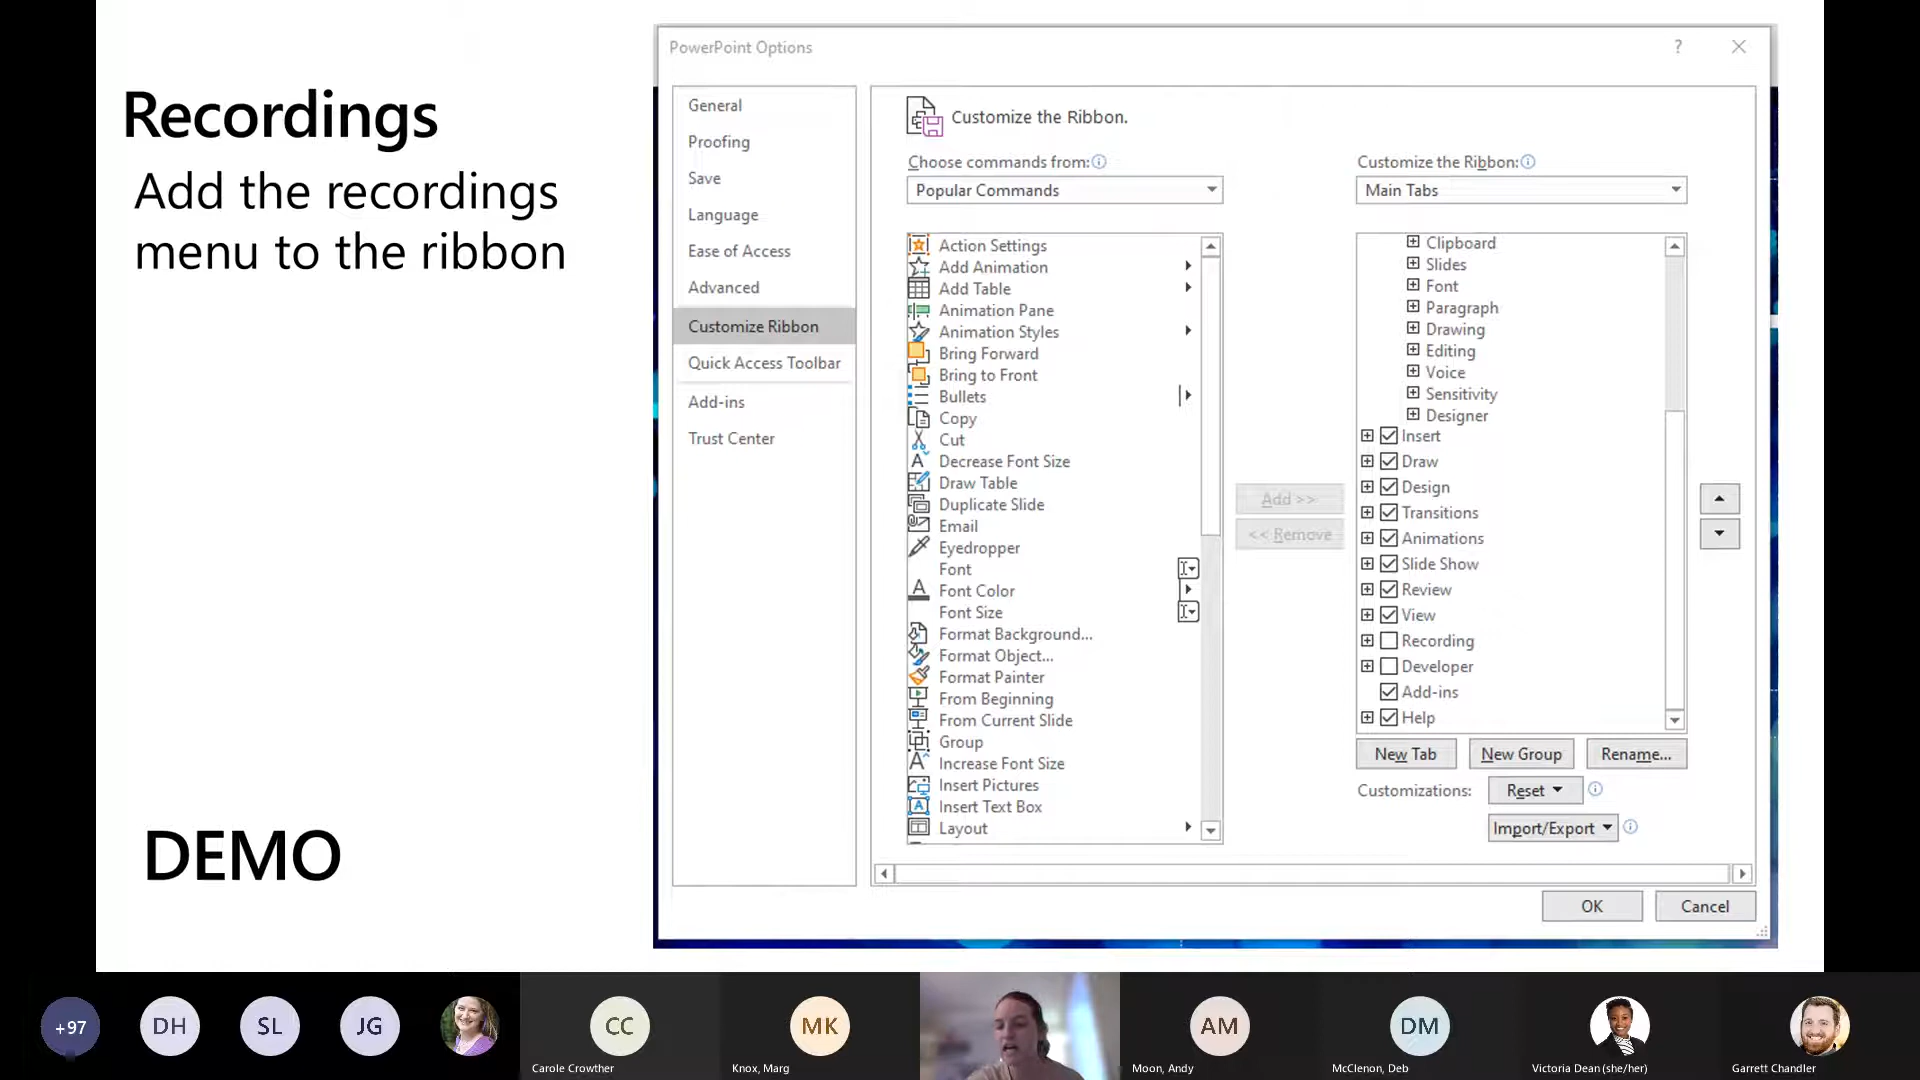 Recordings
Add the recordings
menu to the ribbon
DEMO
PowerPoint Options
?
General
Proofing
Save
Language
Ease of Access
Advanced
Customize Ribbon
Quick Access Toolbar
Add-ins
Trust Center
Customize the Ribbon.
Choose commands from:
Popular Commands
Action Settings
Add Animation
Add Table
Animation Pane
Animation Styles
Bring Forward
Bring to Front
Bullets
Copy
Cut
Decrease Font Size
Draw Table
Duplicate Slide
Email
Eyedropper
Font
Font Color
Font Size
Format Background...
Format Object...
Format Painter
From Beginning
From Current Slide
Group
Increase Font Size
Insert Pictures
Insert Text Box
Layout
Add >>
<< Remove
Customize the Ribbon:
Main Tabs
Clipboard
Slides
Font
Paragraph
Drawing
Editing
Voice
Sensitivity
Designer
Insert
Draw
Design
Transitions
Animations
Slide Show
Review
View
Recording
Developer
Add-ins
Help
New Tab
New Group
Rename...
Customizations:
Reset
Import/Export
OK
Cancel
+97
DH
SL
JG
CC
Carole Crowther
MK
Knox, Marg
AM
Moon, Andy
DM
McClenon, Deb
Victoria Dean (she/her)
Garrett Chandler